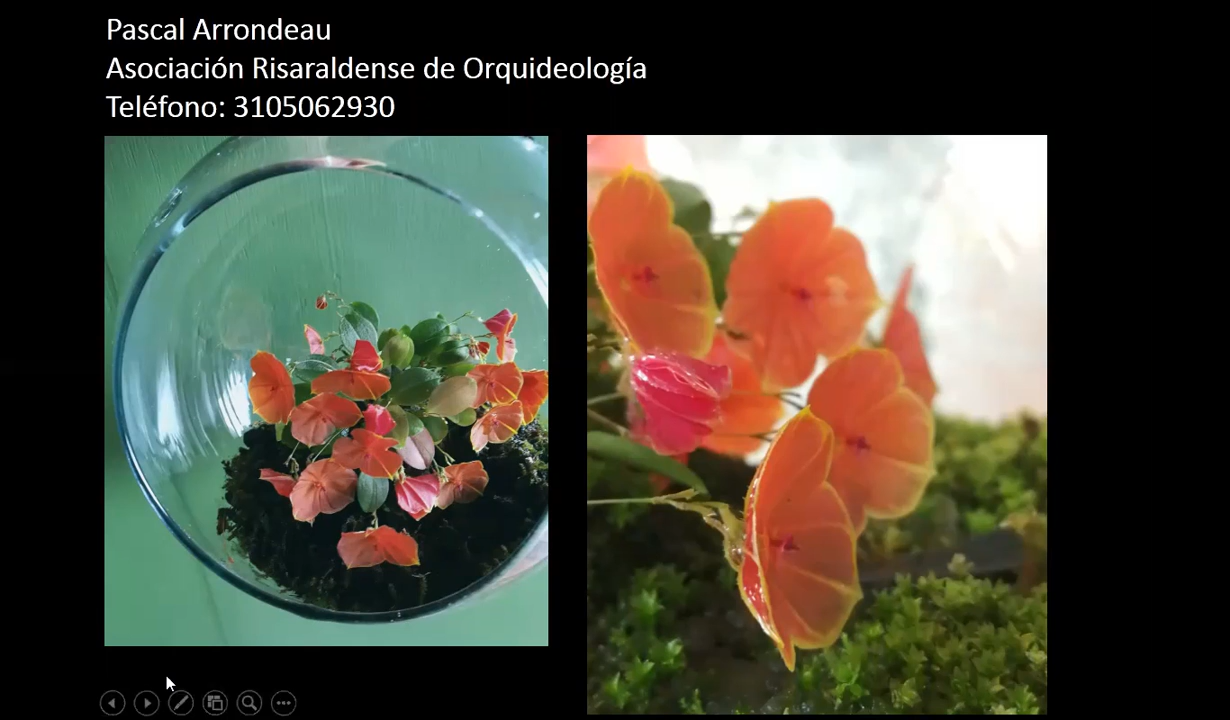 Pascal Arrondeau
Asociación Risaraldense de Orquideología
Teléfono: 3105062930